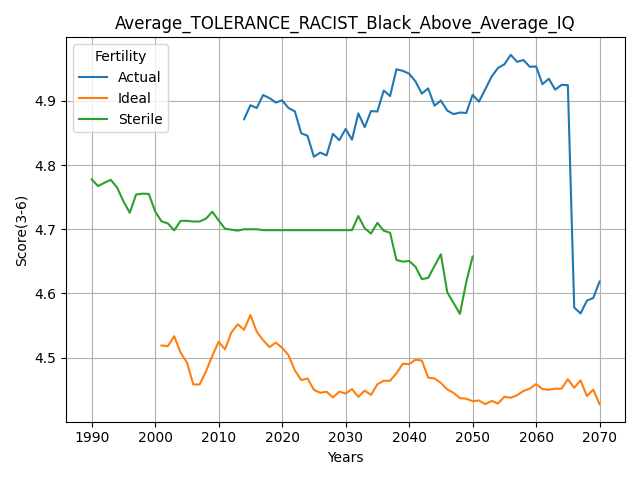 Average_TOLERANCE_RACIST_Black_Above_Average_IQ
Fertility
Actual
Ideal
Sterile
Score(3-6)
4.9
4.8
4.7
4.6
4.5
1990 2000 2010 2020 2030 2040 2050 2060 2070
Years